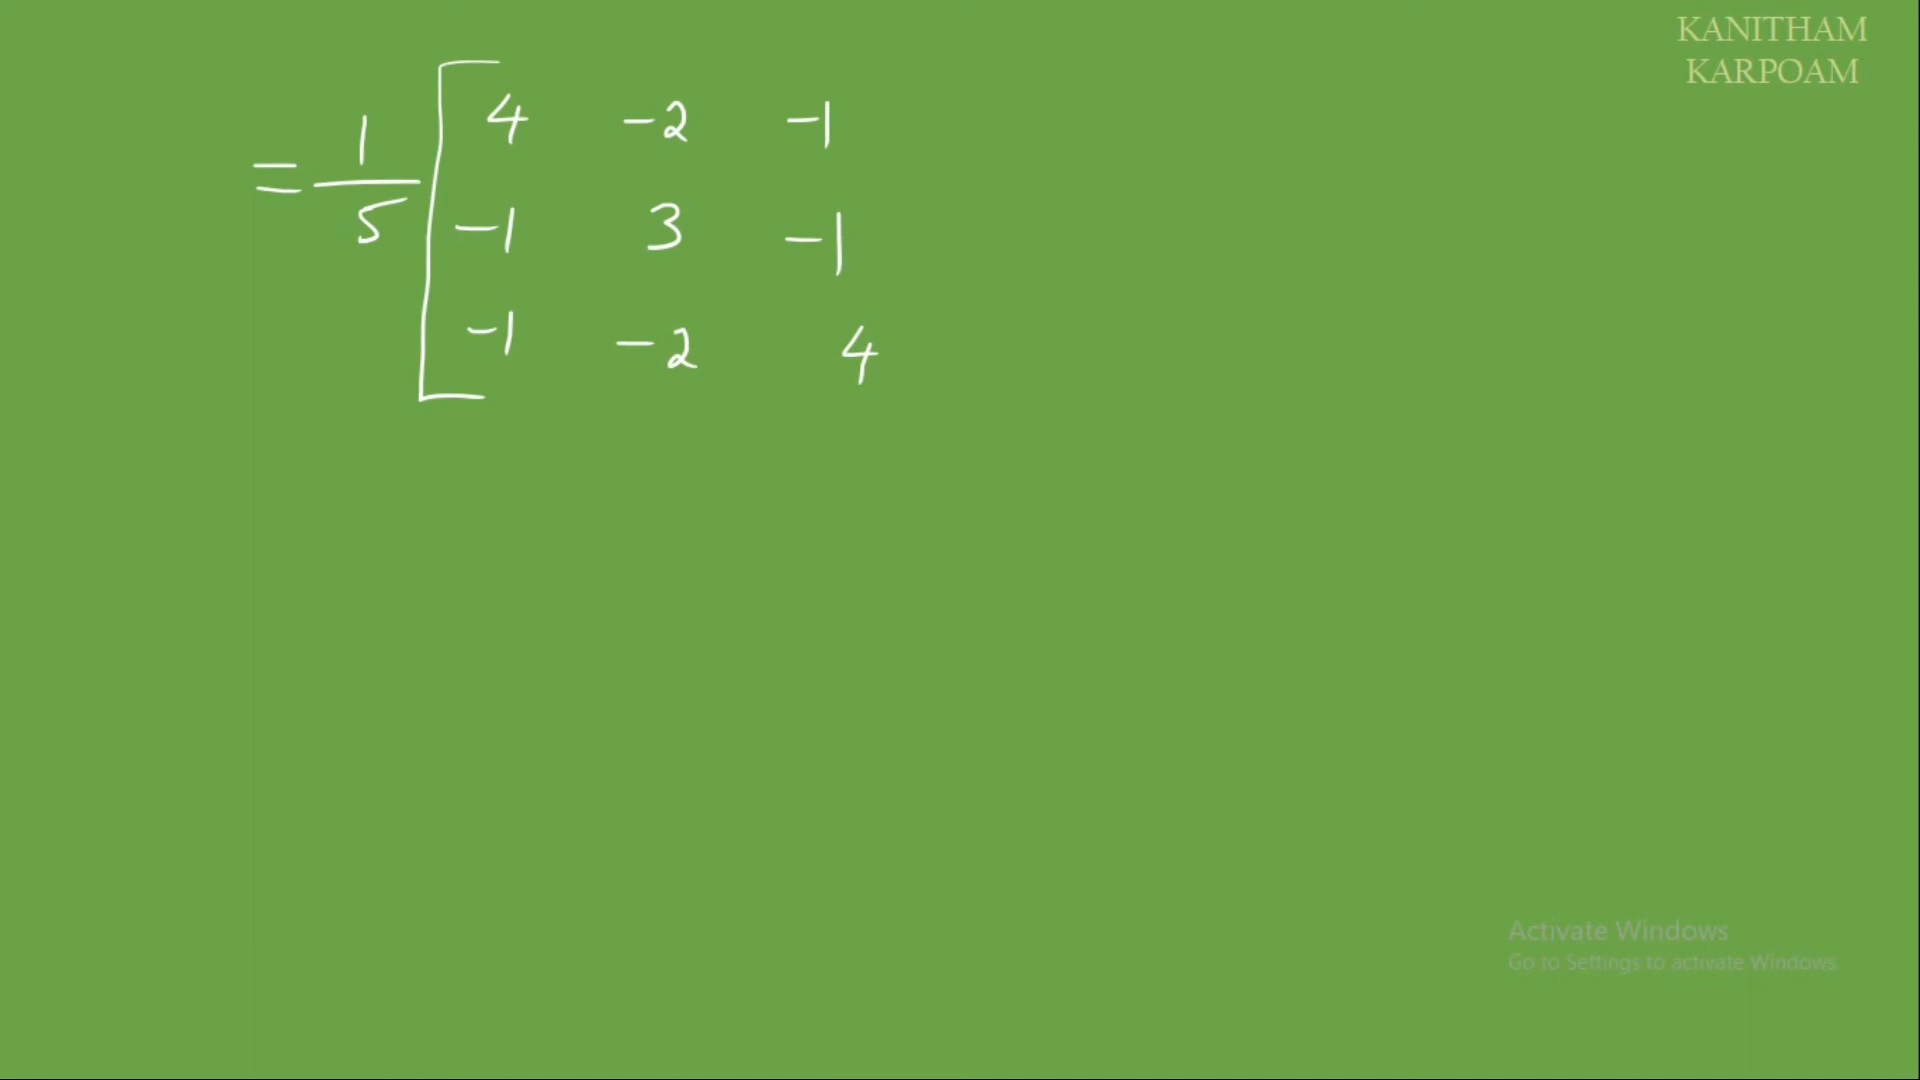 KANITHAM
KARPOAM
= 1/5 [ 4 -2 -1
-1 3 -1
-1 -2 4
Activate Windows
Go to Settings to activate Windows.